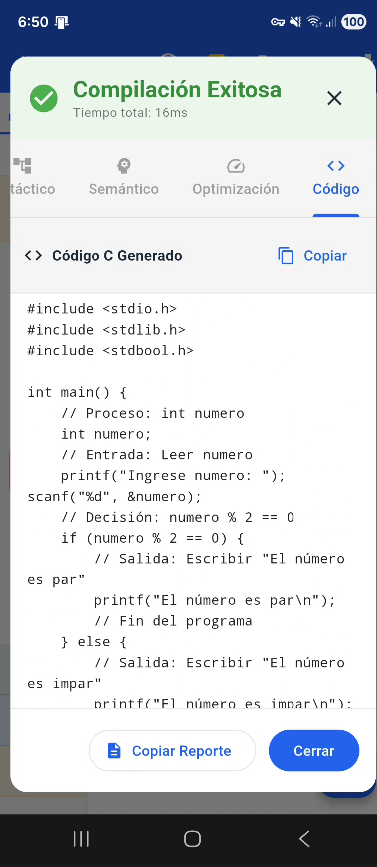 6:50
100
Compilación Exitosa
Tiempo total: 16ms
táctico
Semántico
Optimización
Código
Código C Generado
Copiar
#include <stdio.h>
#include <stdlib.h>
#include <stdbool.h>
int main() {
    // Proceso: int numero
    int numero;
    // Entrada: Leer numero
    printf("Ingrese numero: ");
scanf("%d", &numero);
    // Decisión: numero % 2 == 0
    if (numero % 2 == 0) {
        // Salida: Escribir "El número
es par"
        printf("El número es par\n");
        // Fin del programa
    } else {
        // Salida: Escribir "El número
es impar"
        printf("El número es impar\n");
Copiar Reporte
Cerrar